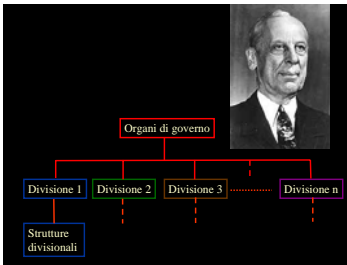 Organi di governo
Divisione 1
Divisione 2
Divisione 3
Divisione n
Strutture
divisionali